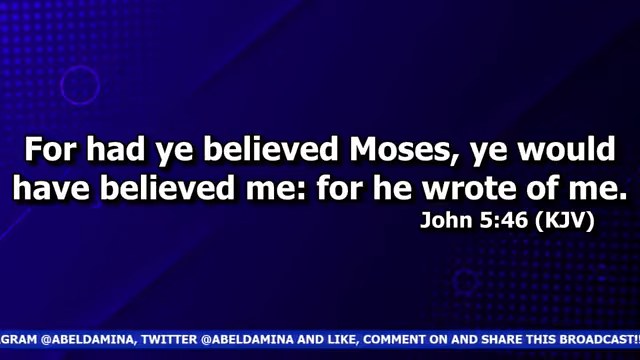 For had ye believed Moses, ye would
have believed me: for he wrote of me.
John 5:46 (KJV)
AGRAM @ABELDAMINA, TWITTER @ABELDAMINA AND LIKE, COMMENT ON AND SHARE THIS BROADCAST!!